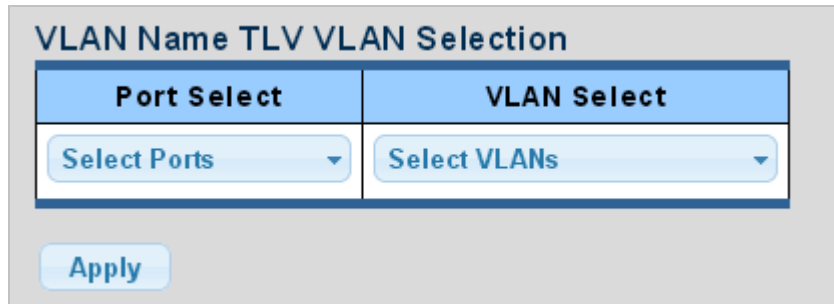 VLAN Name TLV VLAN Selection
Port Select VLAN Select
Select Ports Select VLANs
Apply